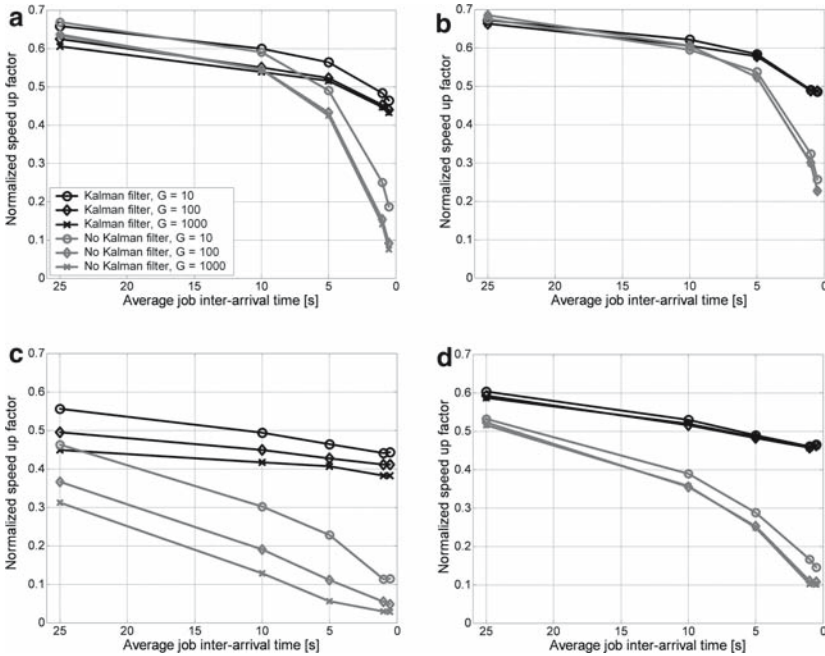 a
Normalized speed up factor
0.7
0.6
0.5
0.4
0.3
0.2
0.1
0
Kalman filter, G = 10
Kalman filter, G = 100
Kalman filter, G = 1000
No Kalman filter, G = 10
No Kalman filter, G = 100
No Kalman filter, G = 1000
25 20 15 10 5 0
Average job inter-arrival time [s]
b
Normalized speed up factor
0.7
0.6
0.5
0.4
0.3
0.2
0.1
0
25 20 15 10 5 0
Average job inter-arrival time [s]
c
Normalized speed up factor
0.7
0.6
0.5
0.4
0.3
0.2
0.1
0
25 20 15 10 5 0
Average job inter-arrival time [s]
d
Normalized speed up factor
0.7
0.6
0.5
0.4
0.3
0.2
0.1
0
25 20 15 10 5 0
Average job inter-arrival time [s]